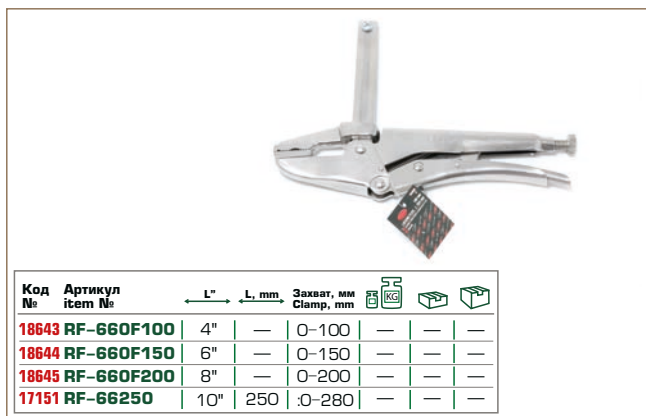 Код Артикул L" L, mm Захват, мм KG
№ item № Clamp, mm
18643 RF-660F100 4" — 0-100 — — —
18644 RF-660F150 6" — 0-150 — — —
18645 RF-660F200 8" — 0-200 — — —
17151 RF-66250 10" 250 :0-280 — — —